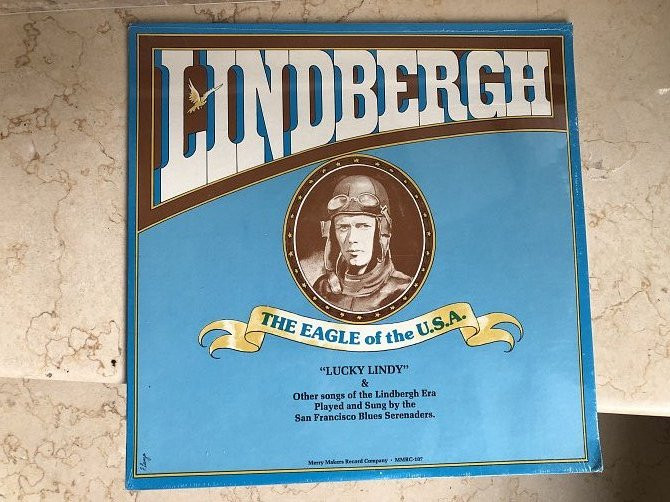 LINDBERGH
THE EAGLE of the U.S.A.
"LUCKY LINDY"
&
Other songs of the Lindbergh Era
Played and Sung by the
San Francisco Blues Serenaders.
Merry Makers Record Company · MMRC-107